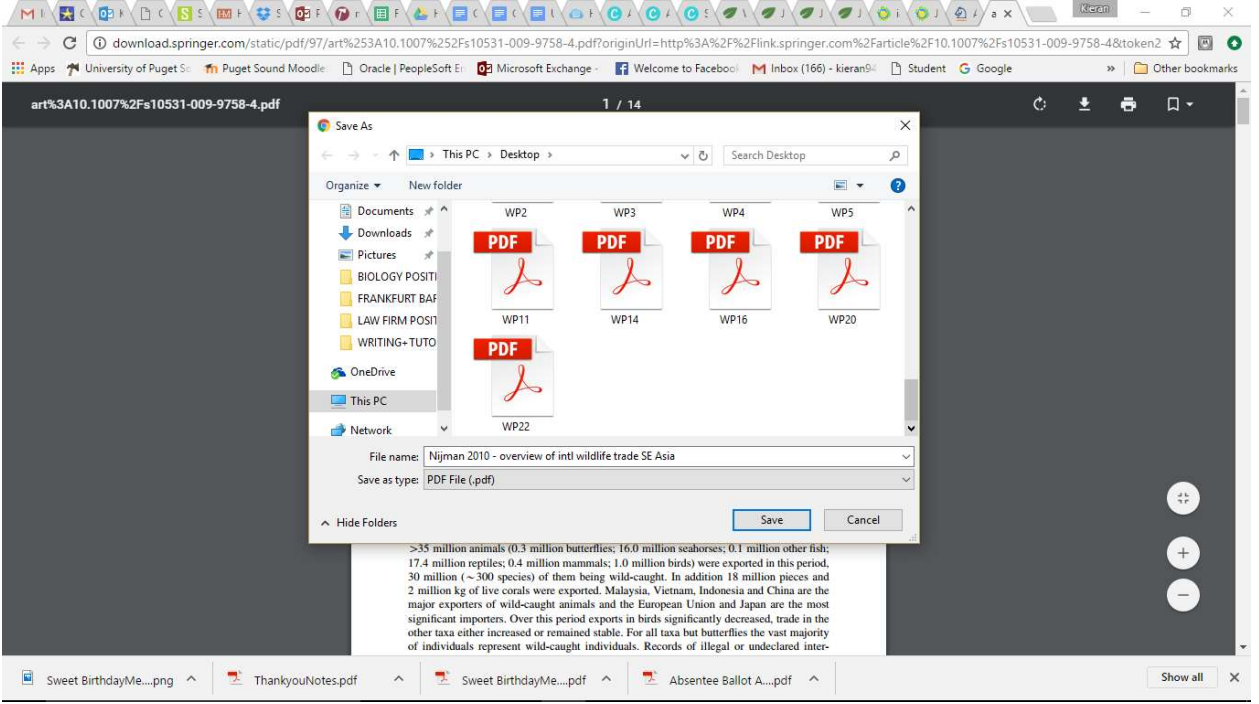 Kieran
download.springer.com/static/pdf/97/art%253A10.1007%252Fs10531-009-9758-4.pdf?originUrl=http%3A%2F%2Flink.springer.com%2Farticle%2F10.1007%2Fs10531-009-9758-4&token2
Apps University of Puget So Puget Sound Moodle Oracle | PeopleSoft En Microsoft Exchange - Welcome to Facebook Inbox (166) - kieran94 Student Google » Other bookmarks
art%3A10.1007%2Fs10531-009-9758-4.pdf 1 / 14
Save As
This PC > Desktop > Search Desktop
Organize New folder
Documents
Downloads
Pictures
BIOLOGY POSITI
FRANKFURT BAF
LAW FIRM POSIT
WRITING+TUTO
OneDrive
This PC
Network
WP2 WP3 WP4 WP5
PDF PDF PDF PDF
WP11 WP14 WP16 WP20
PDF
WP22
File name: Nijman 2010 - overview of intl wildlife trade SE Asia
Save as type: PDF File (.pdf)
Hide Folders Save Cancel
>35 million animals (0.3 million butterflies; 16.0 million seahorses; 0.1 million other fish;
17.4 million reptiles; 0.4 million mammals; 1.0 million birds) were exported in this period,
30 million (~300 species) of them being wild-caught. In addition 18 million pieces and
2 million kg of live corals were exported. Malaysia, Vietnam, Indonesia and China are the
major exporters of wild-caught animals and the European Union and Japan are the most
significant importers. Over this period exports in birds significantly decreased, trade in the
other taxa either increased or remained stable. For all taxa but butterflies the vast majority
of individuals represent wild-caught individuals. Records of illegal or undeclared inter-
Sweet BirthdayMe....png ThankyouNotes.pdf Sweet BirthdayMe....pdf Absentee Ballot A....pdf Show all